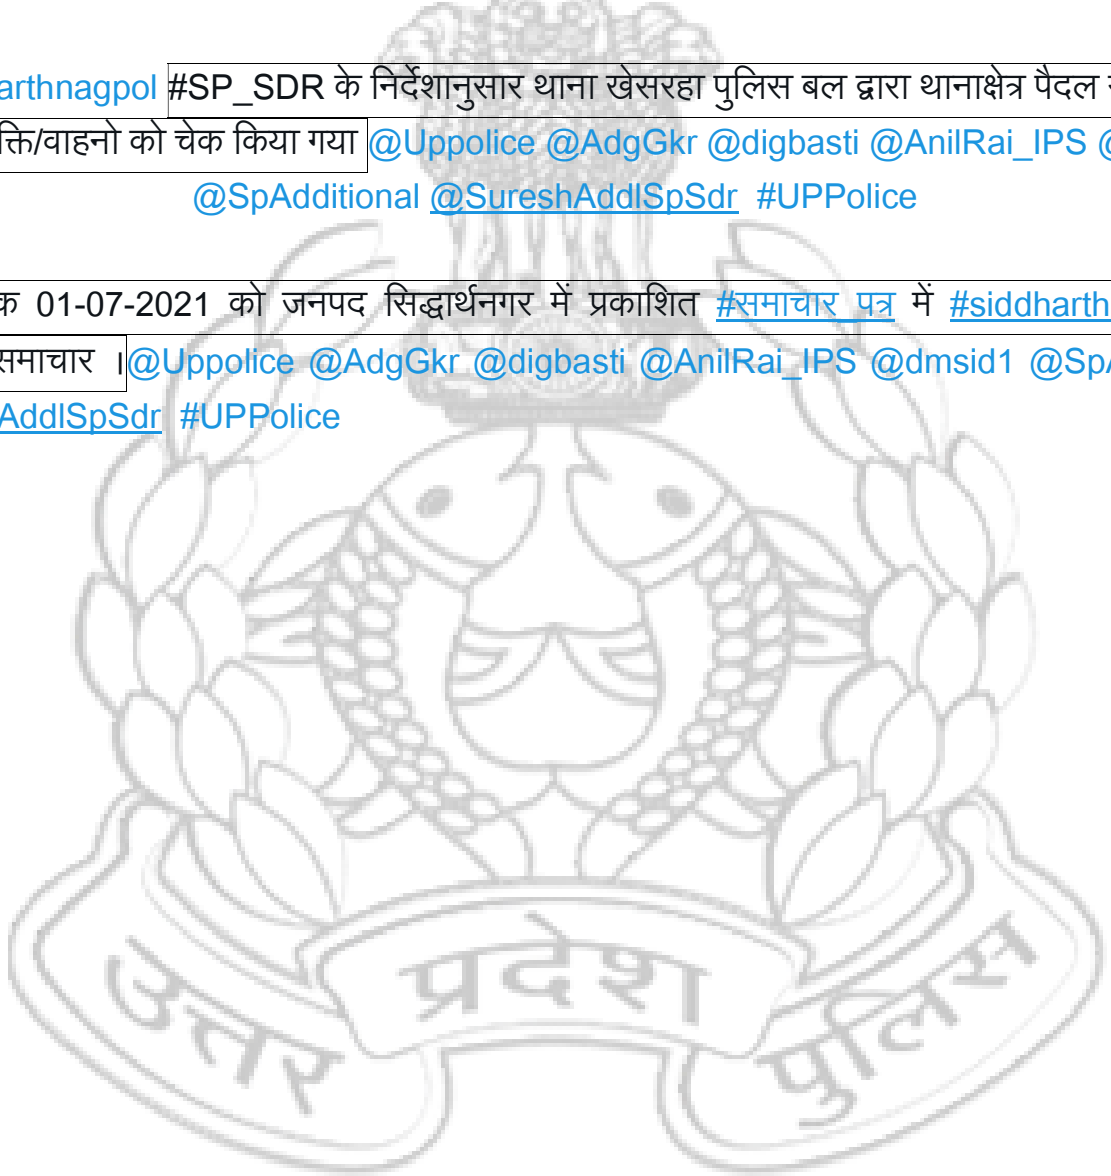 arthnagpol #SP_SDR के निर्देशानुसार थाना खेसरहा पुलिस बल द्वारा थानाक्षेत्र पैदल
क्ति/वाहनो को चेक किया गया @Uppolice @AdgGkr @digbasti @AnilRai_IPS @
@SpAdditional @SureshAddlSpSdr #UPPolice
क 01-07-2021 को जनपद सिद्धार्थनगर में प्रकाशित #समाचार_पत्र में #siddharth
समाचार ।@Uppolice @AdgGkr @digbasti @AnilRai_IPS @dmsid1 @SpA
AddlSpSdr #UPPolice
उत्तर प्रदेश पुलिस